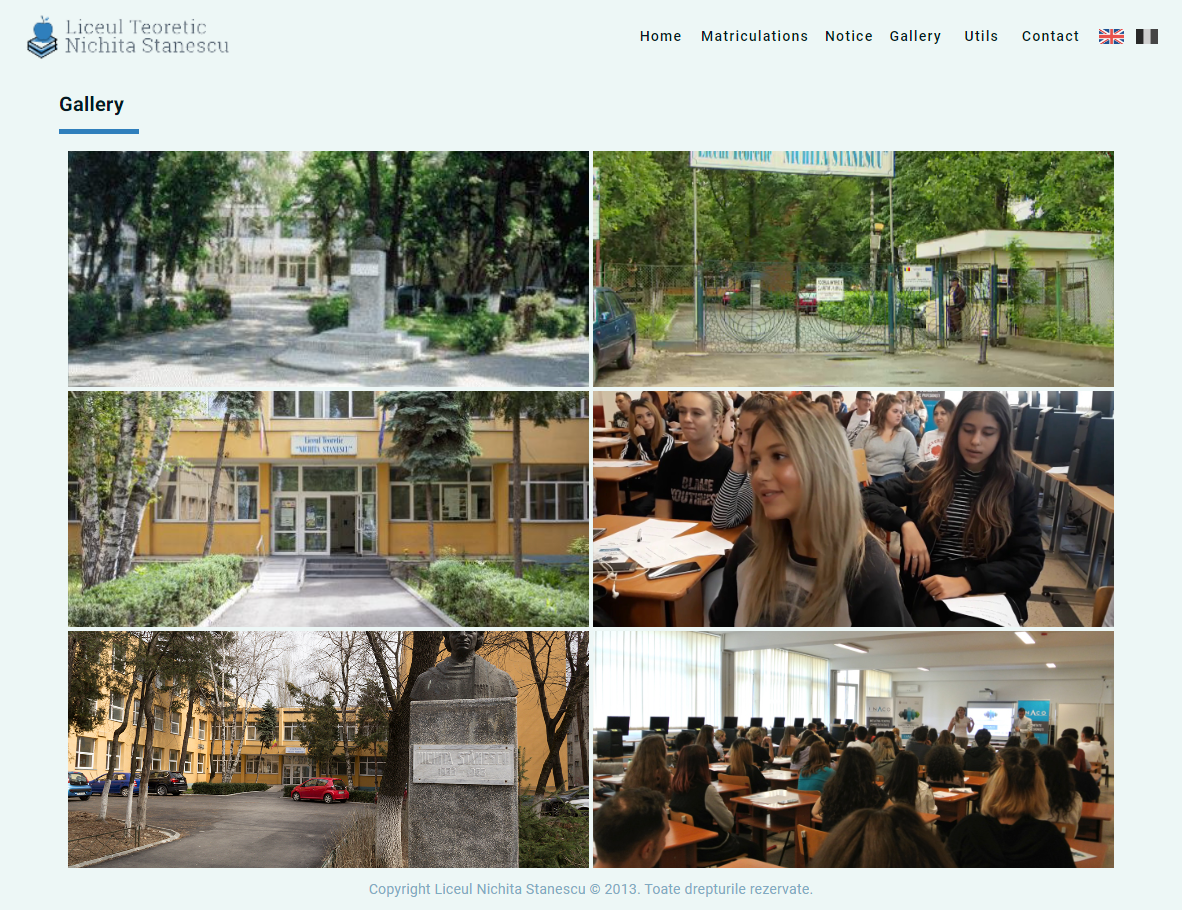 Liceul Teoretic
Nichita Stanescu
Home Matriculations Notice Gallery Utils Contact
Gallery
Liceul Teoretic "NICHITA STANESCU"
Liceul Teoretic
"NICHITA STANESCU"
BLAME
NICHITA STANESCU
1933 - 1983
Copyright Liceul Nichita Stanescu © 2013. Toate drepturile rezervate.